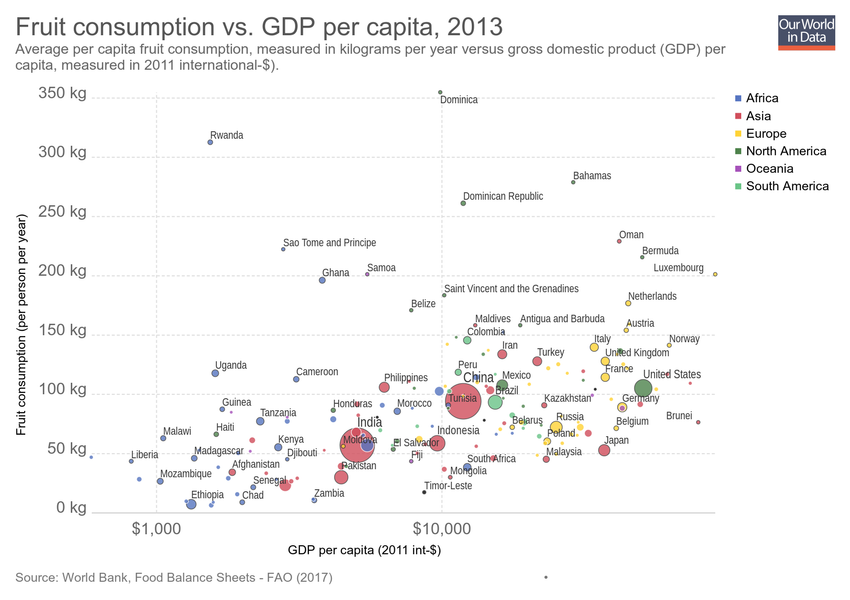 Fruit consumption vs. GDP per capita, 2013
Our World
in Data
Average per capita fruit consumption, measured in kilograms per year versus gross domestic product (GDP) per
capita, measured in 2011 international-$).
350 kg
Dominica
Africa
Asia
Europe
North America
Oceania
South America
Rwanda
300 kg
Bahamas
Dominican Republic
250 kg
Oman
Sao Tome and Principe
Bermuda
Samoa
Luxembourg
Ghana
200 kg
Saint Vincent and the Grenadines
Netherlands
Belize
Maldives
Antigua and Barbuda
Austria
150 kg
Colombia
Italy
Norway
Iran
Turkey
United Kingdom
Uganda
Cameroon
Peru
France
Philippines
China
Mexico
United States
100 kg
Brazil
Tunisia
Guinea
Honduras
Morocco
Kazakhstan
Germany
Tanzania
Brunei
Russia
India
Belarus
Belgium
Malawi
Haiti
Indonesia
Kenya
Moldova
El Salvador
Poland
Japan
50 kg
Liberia
Madagascar
Djibouti
Fiji
South Africa
Malaysia
Afghanistan
Pakistan
Mongolia
Mozambique
Senegal
Timor-Leste
Ethiopia
Chad
Zambia
0 kg
$1,000
$10,000
Fruit consumption (per person per year)
GDP per capita (2011 int-$)
Source: World Bank, Food Balance Sheets - FAO (2017)